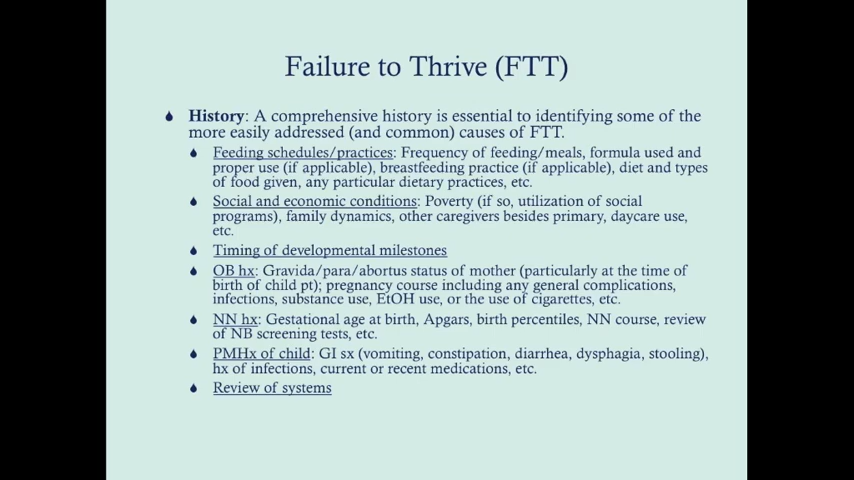 Failure to Thrive (FTT)
History: A comprehensive history is essential to identifying some of the
more easily addressed (and common) causes of FTT.
Feeding schedules/practices: Frequency of feeding/meals, formula used and
proper use (if applicable), breastfeeding practice (if applicable), diet and types
of food given, any particular dietary practices, etc.
Social and economic conditions: Poverty (if so, utilization of social
programs), family dynamics, other caregivers besides primary, daycare use,
etc.
Timing of developmental milestones
OB hx: Gravida/para/abortus status of mother (particularly at the time of
birth of child pt); pregnancy course including any general complications,
infections, substance use, EtOH use, or the use of cigarettes, etc.
NN hx: Gestational age at birth, Apgars, birth percentiles, NN course, review
of NB screening tests, etc.
PMHx of child: GI sx (vomiting, constipation, diarrhea, dysphagia, stooling),
hx of infections, current or recent medications, etc.
Review of systems